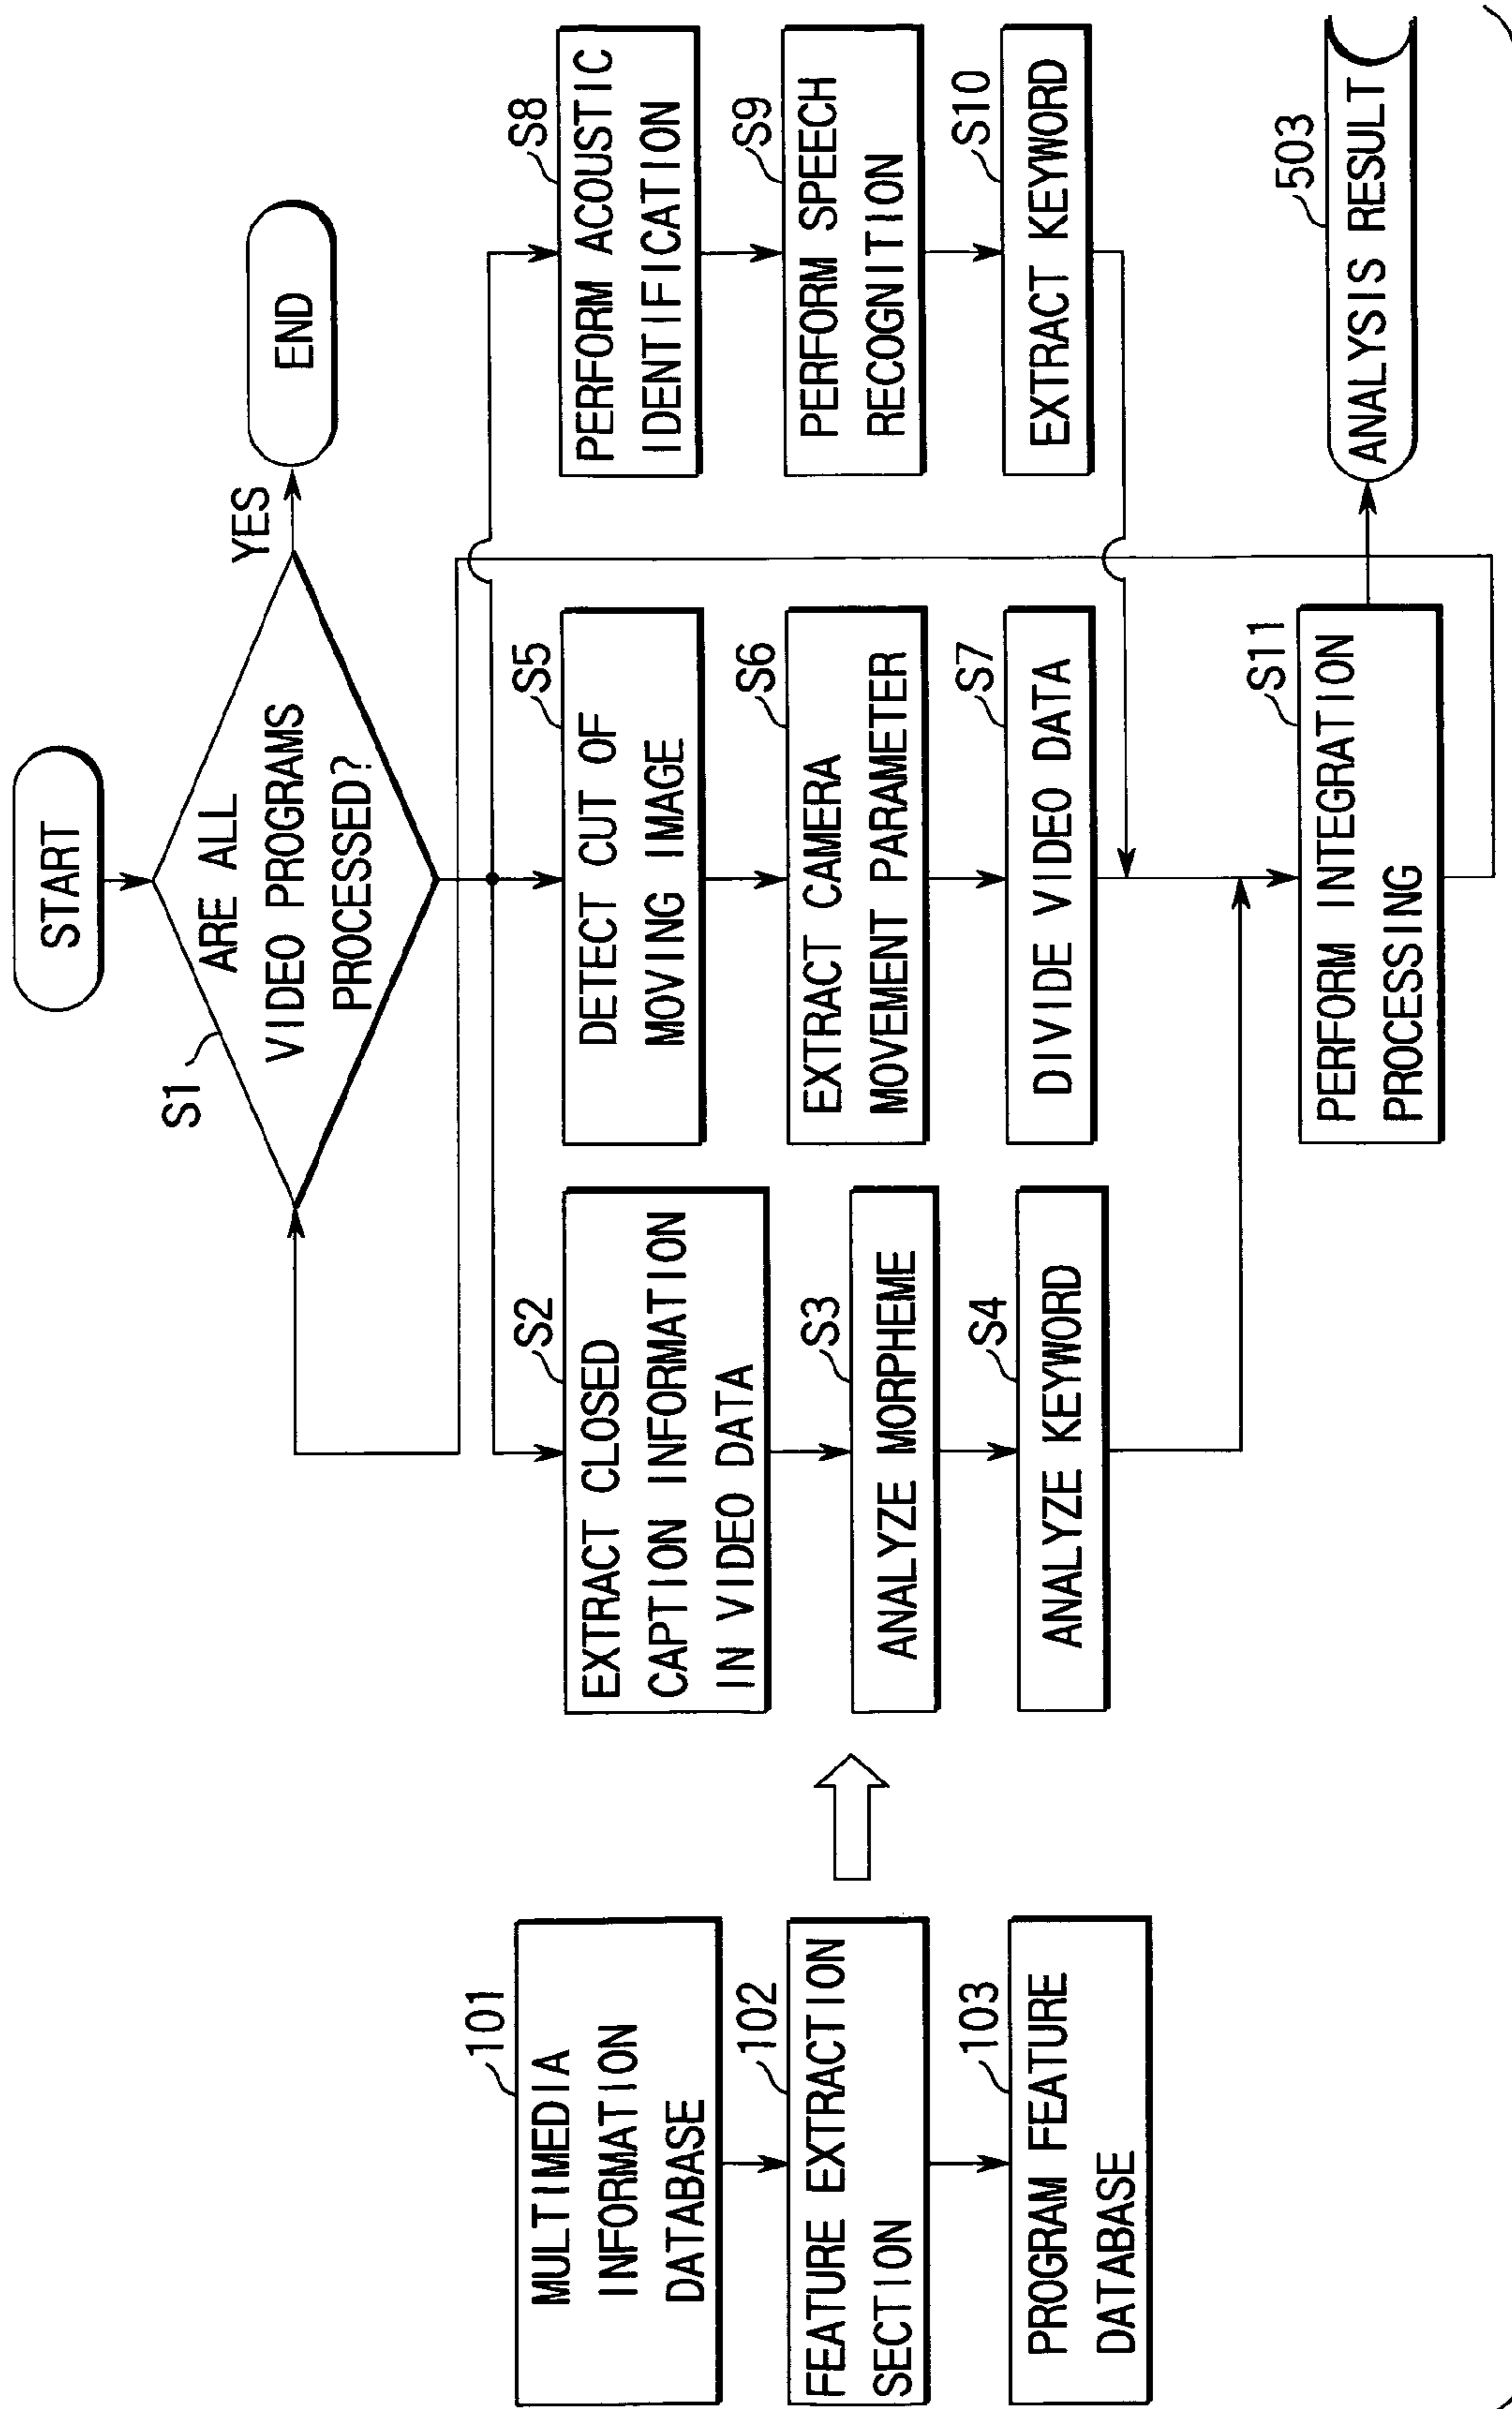 START
S1
ARE ALL
VIDEO PROGRAMS
PROCESSED?
YES
END
101
MULTIMEDIA
INFORMATION
DATABASE
102
FEATURE EXTRACTION
SECTION
103
PROGRAM FEATURE
DATABASE
S2
EXTRACT CLOSED
CAPTION INFORMATION
IN VIDEO DATA
S3
ANALYZE MORPHEME
S4
ANALYZE KEYWORD
S5
DETECT CUT OF
MOVING IMAGE
S6
EXTRACT CAMERA
MOVEMENT PARAMETER
S7
DIVIDE VIDEO DATA
S8
PERFORM ACOUSTIC
IDENTIFICATION
S9
PERFORM SPEECH
RECOGNITION
S10
EXTRACT KEYWORD
S11
PERFORM INTEGRATION
PROCESSING
503
ANALYSIS RESULT